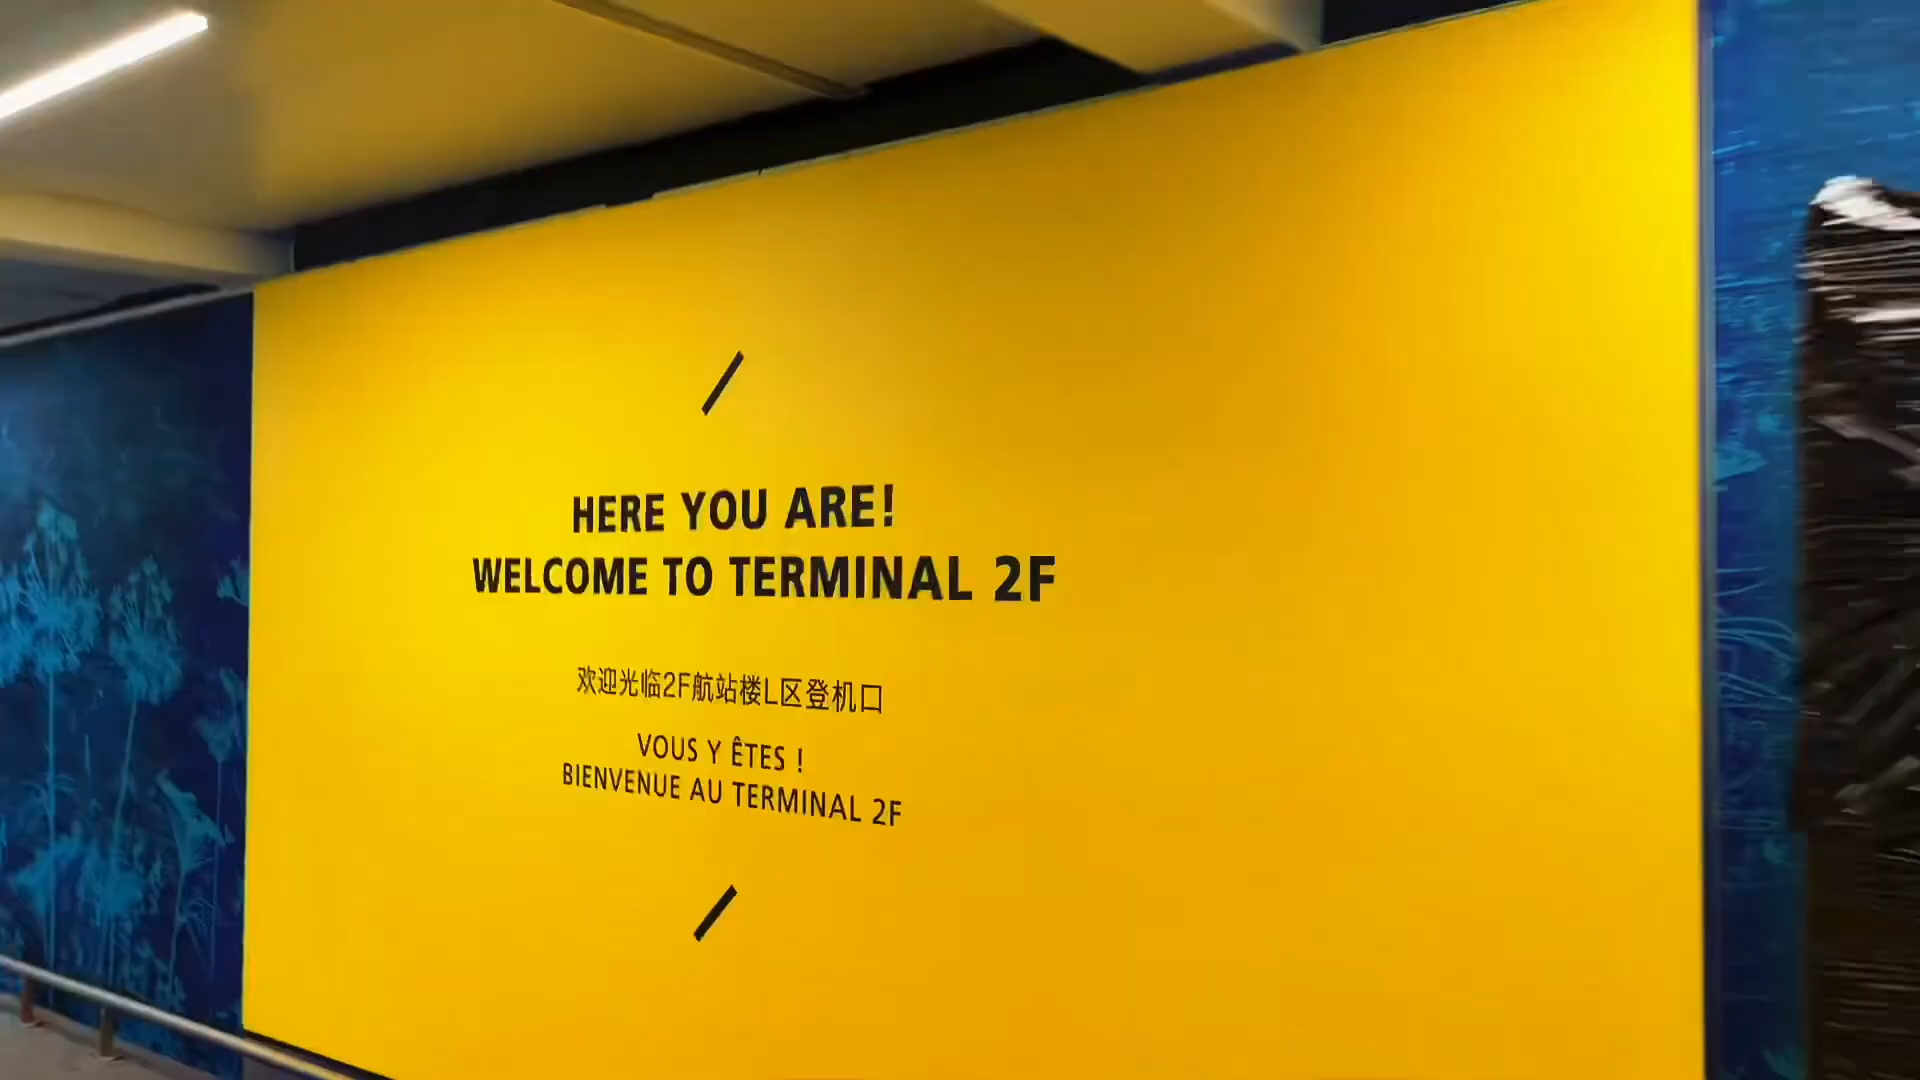 HERE YOU ARE!
WELCOME TO TERMINAL 2F
欢迎光临2F航站楼L区登机口
VOUS Y ÊTES !
BIENVENUE AU TERMINAL 2F